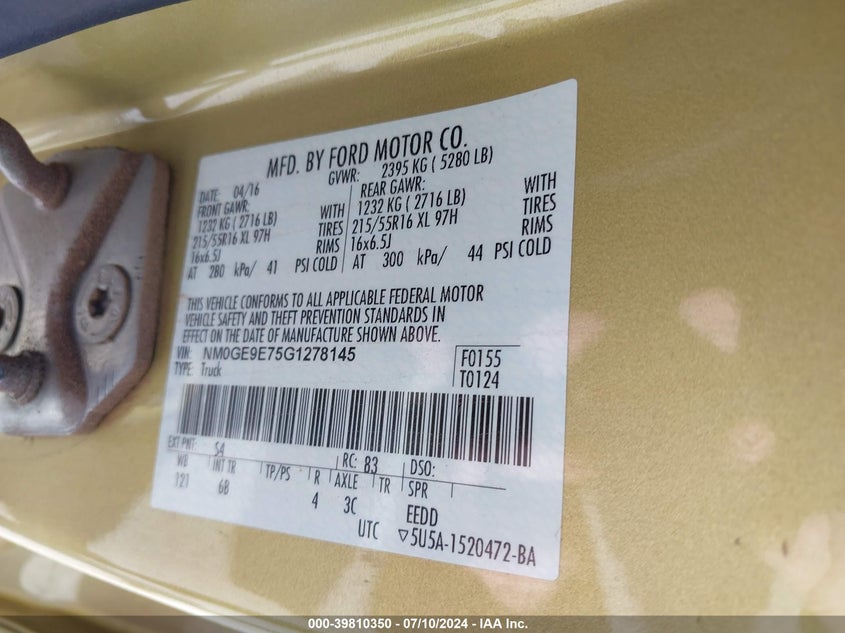 MFD. BY FORD MOTOR CO.
DATE: 04/16 GVWR: 2395 KG ( 5280 LB)
FRONT GAWR: REAR GAWR:
1232 KG ( 2716 LB) WITH 1232 KG ( 2716 LB) WITH
215/55R16 XL 97H TIRES 215/55R16 XL 97H TIRES
16x6.5J RIMS 16x6.5J RIMS
AT 280 kPa/ 41 PSI COLD AT 300 kPa/ 44 PSI COLD
THIS VEHICLE CONFORMS TO ALL APPLICABLE FEDERAL MOTOR
VEHICLE SAFETY AND THEFT PREVENTION STANDARDS IN
EFFECT ON THE DATE OF MANUFACTURE SHOWN ABOVE.
VIN: NM0GE9E75G1278145 F0155
TYPE: Truck T0124
EXT PNT: S4 RC: 83 DSO:
WB INT TR TP/PS R AXLE TR SPR
121 6B 4 3C EEDD
UTC ▽5U5A-1520472-BA
000-39810350 - 07/10/2024 - IAA Inc.